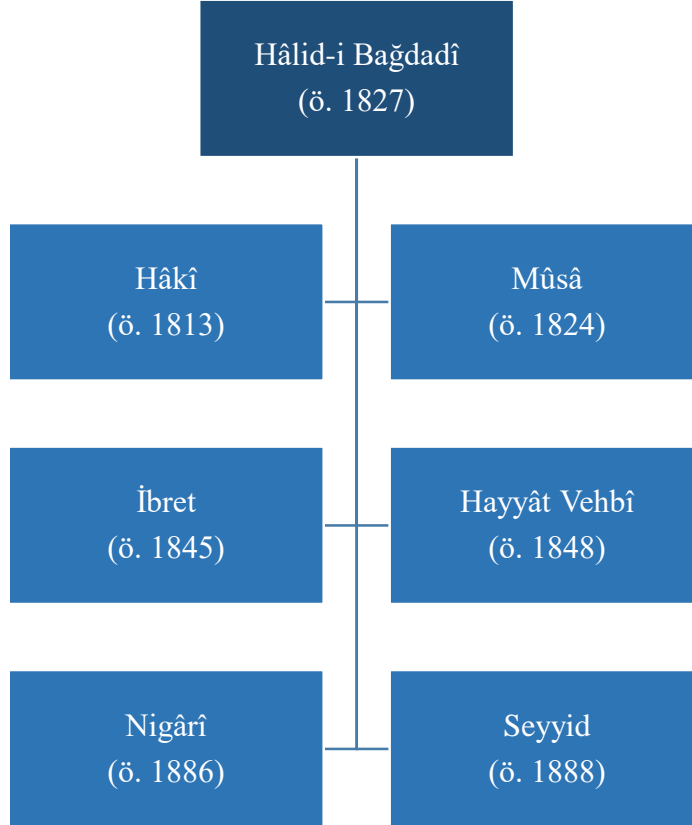 Hâlid-i Bağdadî
(ö. 1827)
Hâkî
(ö. 1813)
Mûsâ
(ö. 1824)
İbret
(ö. 1845)
Hayyât Vehbî
(ö. 1848)
Nigârî
(ö. 1886)
Seyyid
(ö. 1888)